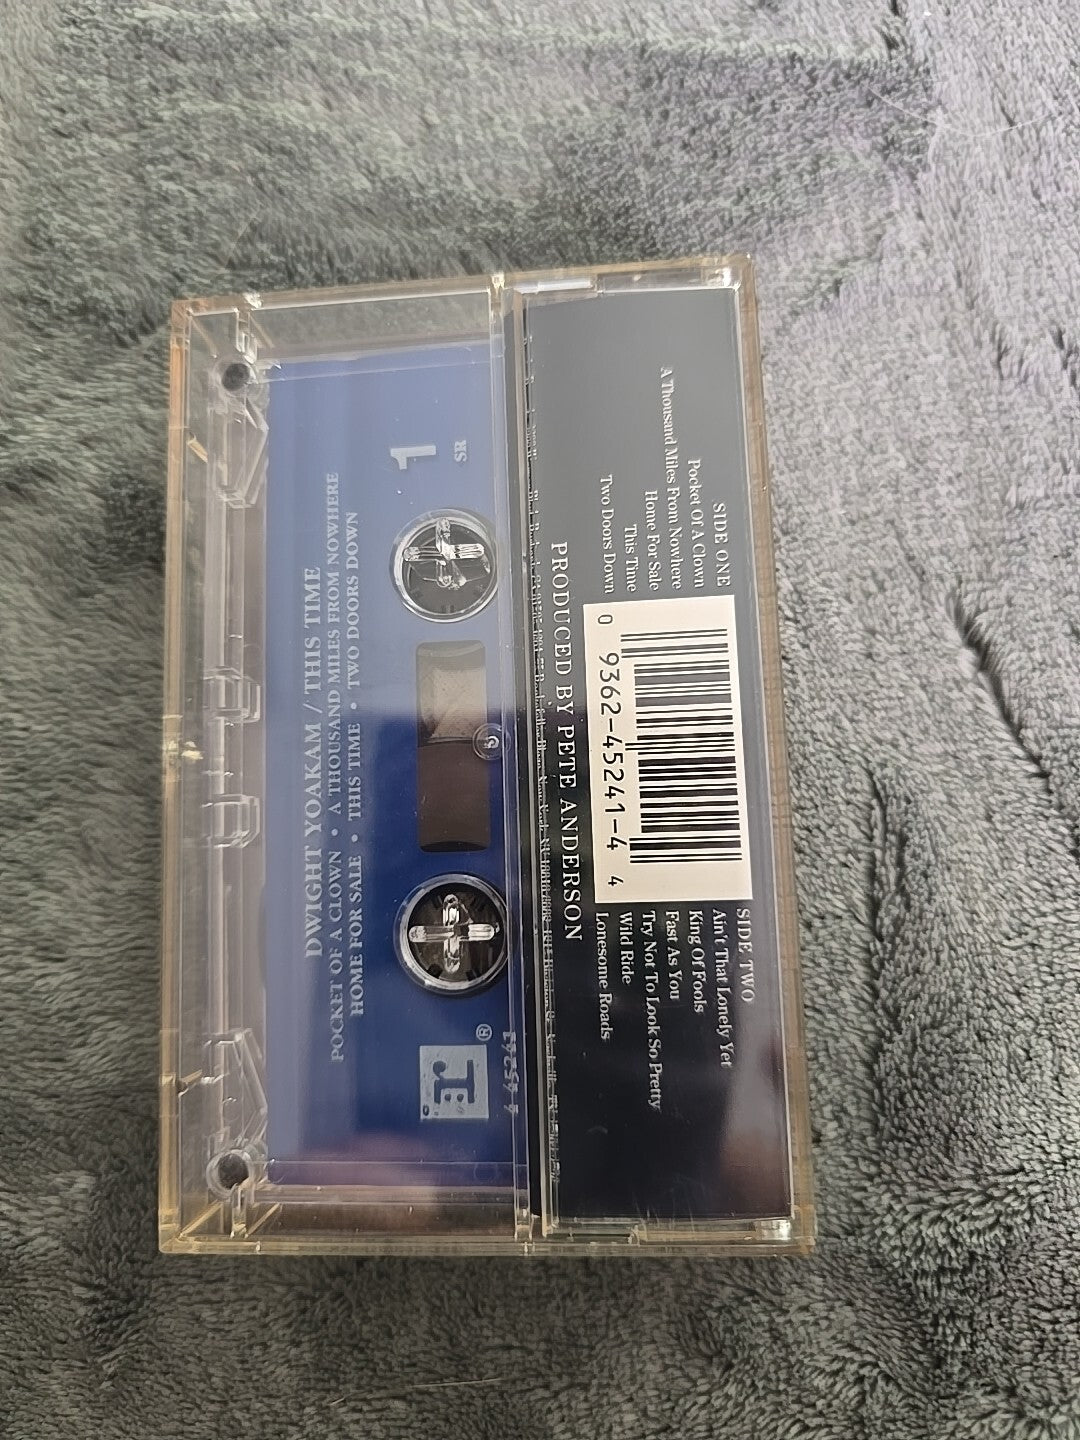 SIDE ONE
Pocket Of A Clown
A Thousand Miles From Nowhere
Home For Sale
This Time
Two Doors Down
SIDE TWO
Ain't That Lonely Yet
King Of Fools
Fast As You
Try Not To Look So Pretty
Wild Ride
Lonesome Roads
0 9362-45241-4 4
PRODUCED BY PETE ANDERSON
1
SR
r
®
DWIGHT YOAKAM / THIS TIME
POCKET OF A CLOWN • A THOUSAND MILES FROM NOWHERE
HOME FOR SALE • THIS TIME • TWO DOORS DOWN